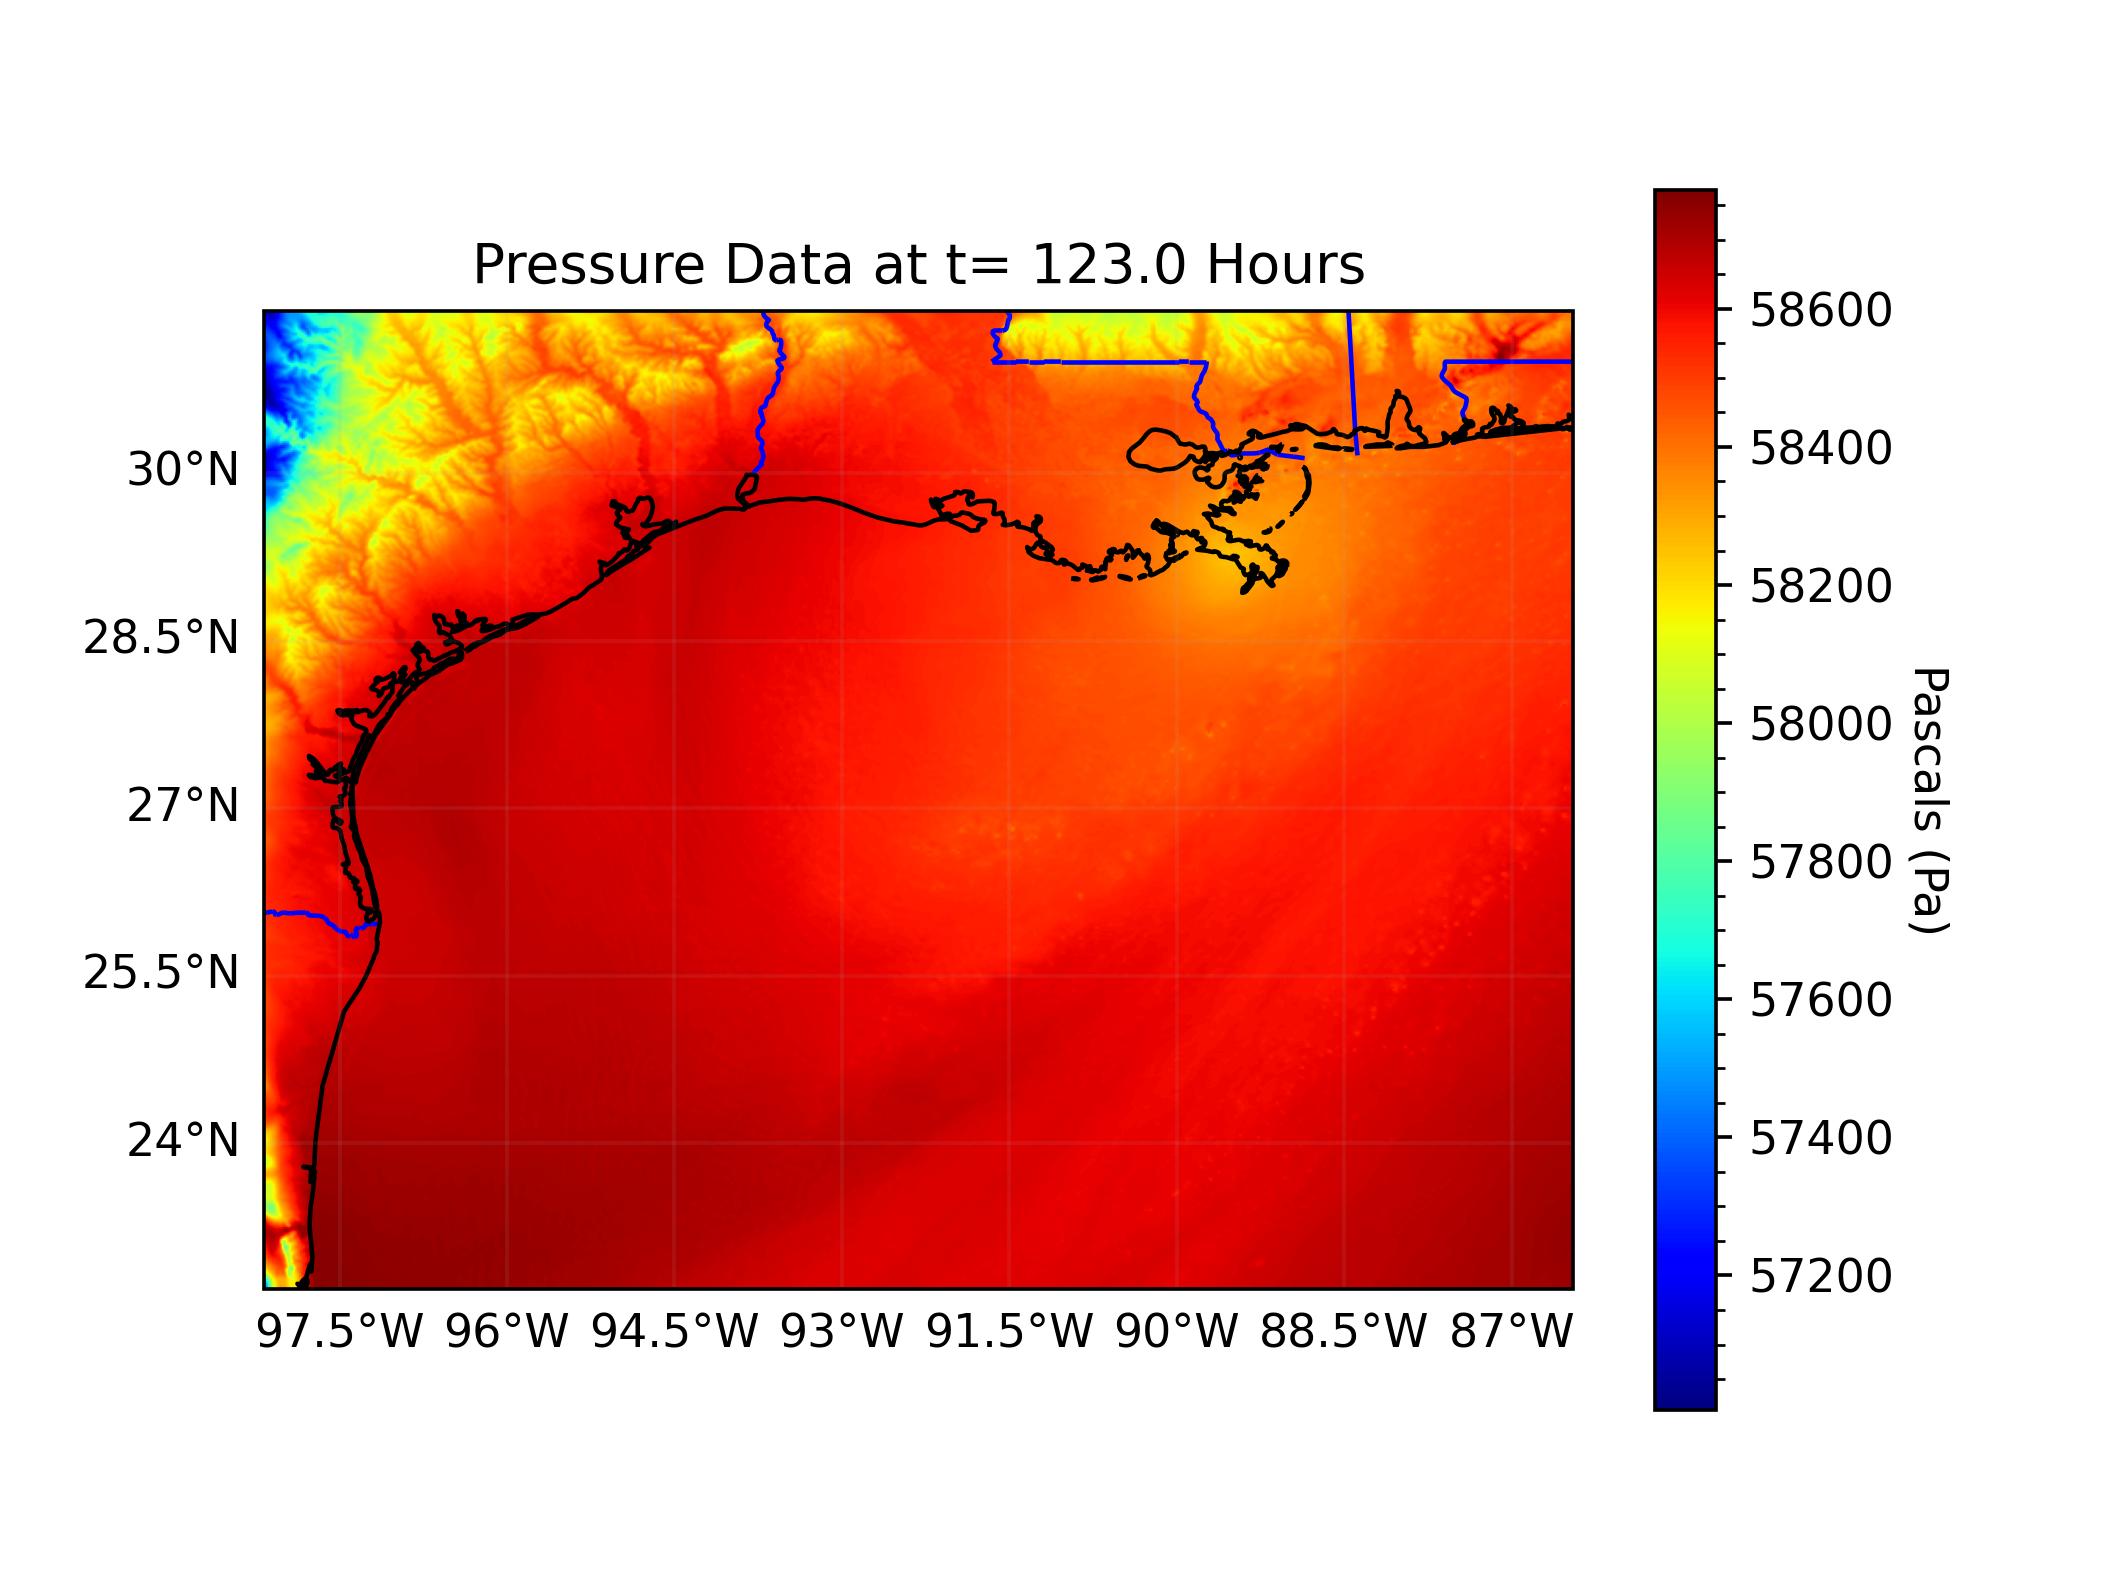 Pressure Data at t= 123.0 Hours
30°N
28.5°N
27°N
25.5°N
24°N
97.5°W 96°W 94.5°W 93°W 91.5°W 90°W 88.5°W 87°W
58600
58400
58200
58000
57800
57600
57400
57200
Pascals (Pa)